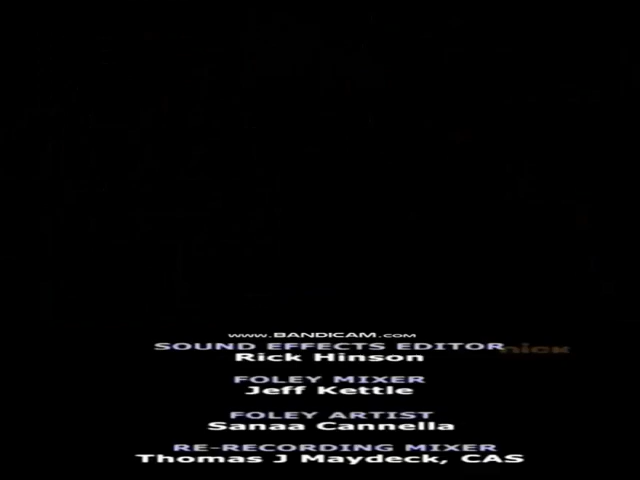 www.BANDICAM.com
SOUND EFFECTS EDITOR nick
Rick Hinson
FOLEY MIXER
Jeff Kettle
FOLEY ARTIST
Sanaa Cannella
RE-RECORDING MIXER
Thomas J Maydeck, CAS